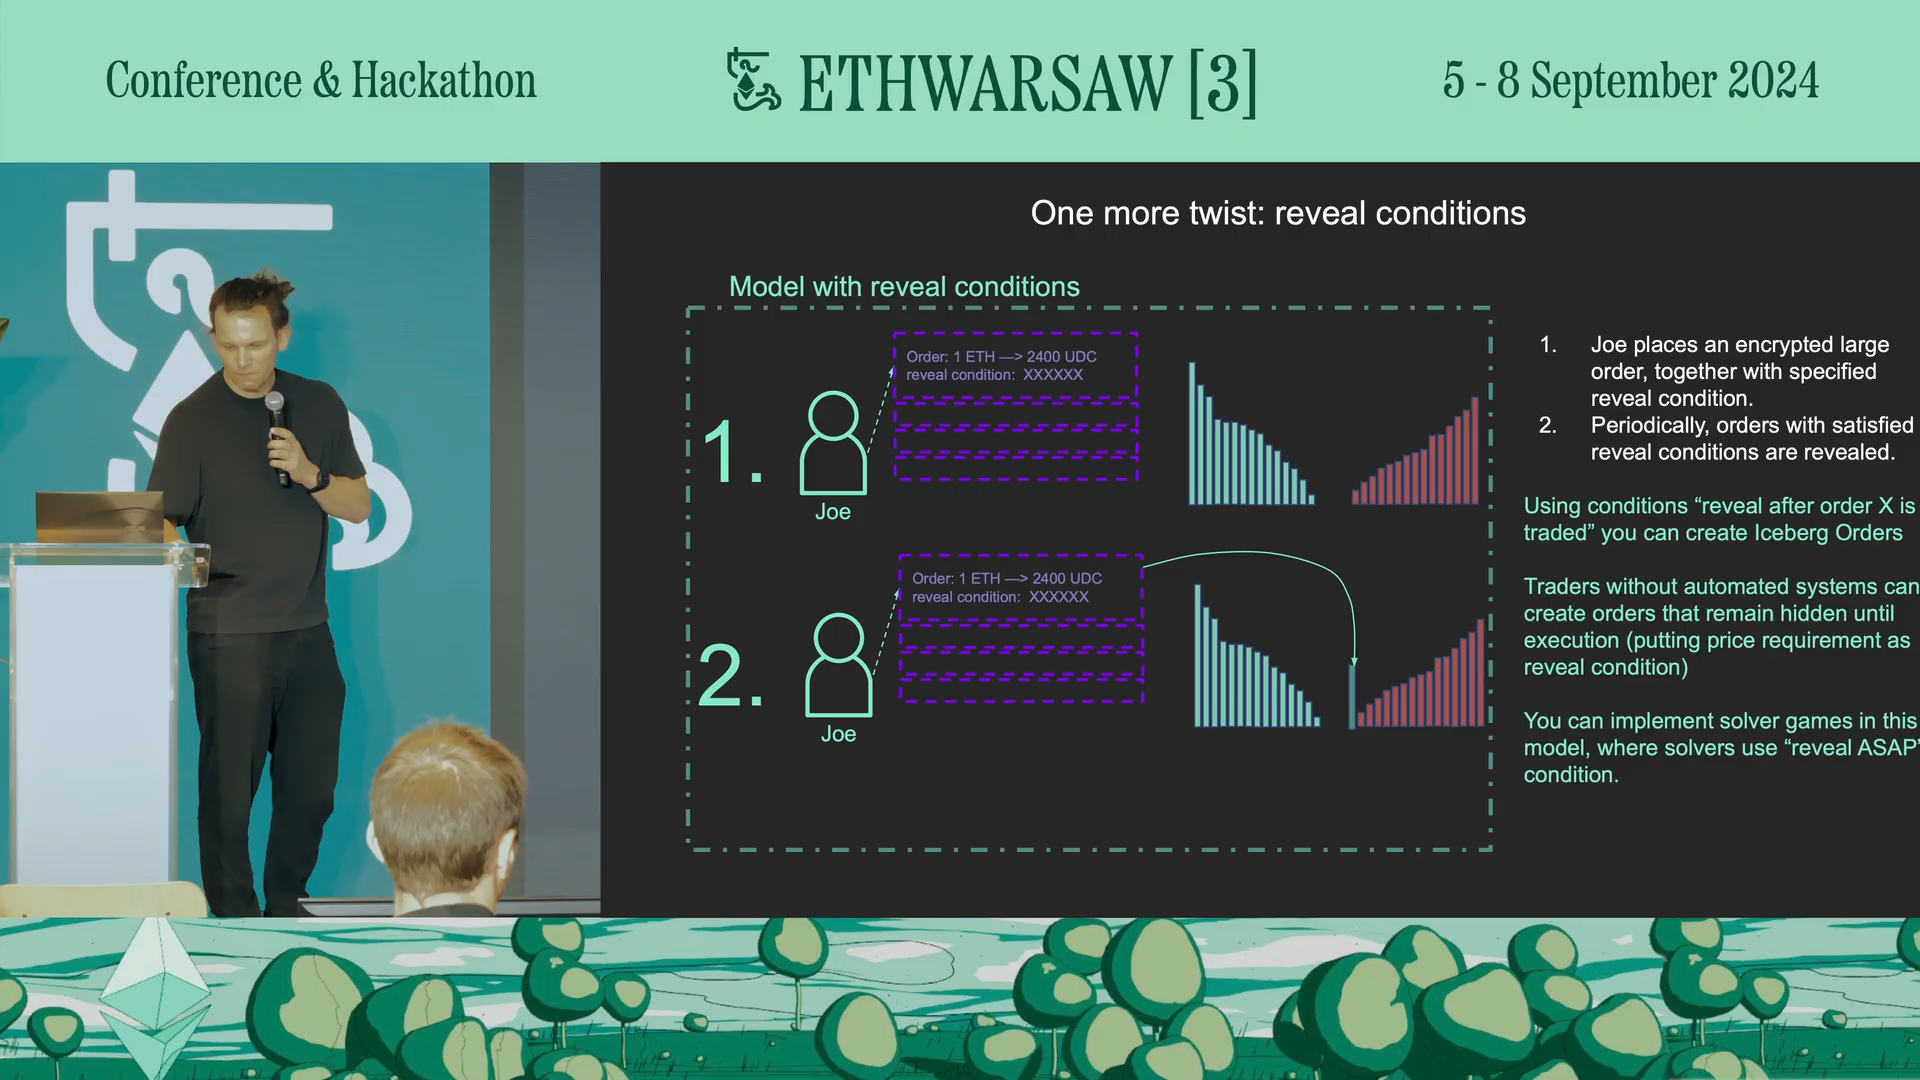 Conference & Hackathon
ETHWARSAW [3]
5 - 8 September 2024
One more twist: reveal conditions
Model with reveal conditions
1.
Joe
Order: 1 ETH —> 2400 UDC
reveal condition: XXXXXX
2.
Joe
Order: 1 ETH —> 2400 UDC
reveal condition: XXXXXX
1. Joe places an encrypted large
order, together with specified
reveal condition.
2. Periodically, orders with satisfied
reveal conditions are revealed.
Using conditions “reveal after order X is
traded” you can create Iceberg Orders
Traders without automated systems can
create orders that remain hidden until
execution (putting price requirement as
reveal condition)
You can implement solver games in this
model, where solvers use “reveal ASAP”
condition.